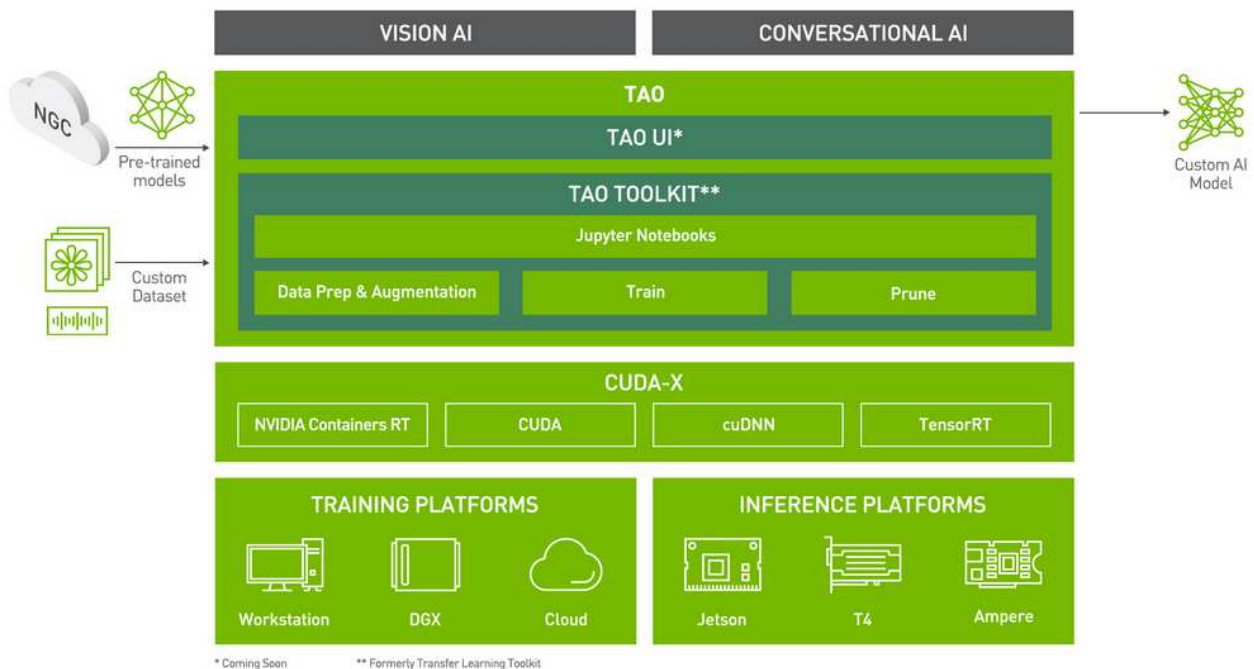 VISION AI
CONVERSATIONAL AI
NGC
Pre-trained
models
Custom
Dataset
TAO
TAO UI*
TAO TOOLKIT**
Jupyter Notebooks
Data Prep & Augmentation
Train
Prune
Custom AI
Model
CUDA-X
NVIDIA Containers RT
CUDA
cuDNN
TensorRT
TRAINING PLATFORMS
Workstation
DGX
Cloud
INFERENCE PLATFORMS
Jetson
T4
Ampere
* Coming Soon
** Formerly Transfer Learning Toolkit